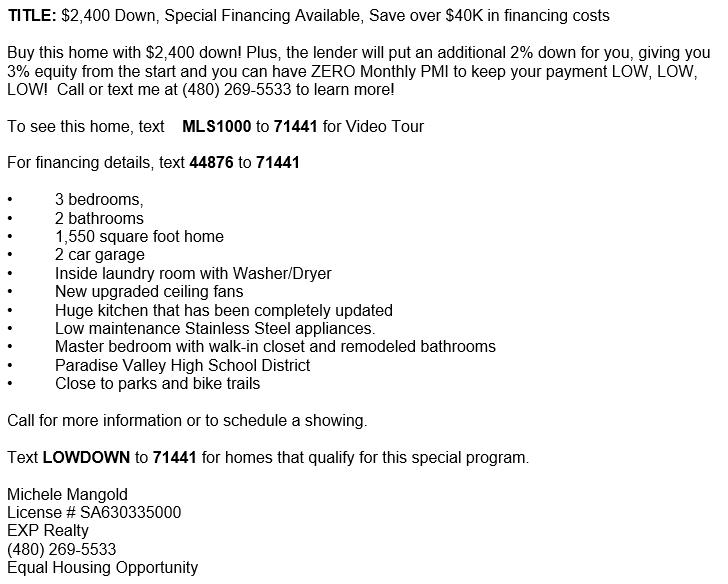 TITLE: $2,400 Down, Special Financing Available, Save over $40K in financing costs
Buy this home with $2,400 down! Plus, the lender will put an additional 2% down for you, giving you
3% equity from the start and you can have ZERO Monthly PMI to keep your payment LOW, LOW,
LOW! Call or text me at (480) 269-5533 to learn more!
To see this home, text MLS1000 to 71441 for Video Tour
For financing details, text 44876 to 71441
• 3 bedrooms,
• 2 bathrooms
• 1,550 square foot home
• 2 car garage
• Inside laundry room with Washer/Dryer
• New upgraded ceiling fans
• Huge kitchen that has been completely updated
• Low maintenance Stainless Steel appliances.
• Master bedroom with walk-in closet and remodeled bathrooms
• Paradise Valley High School District
• Close to parks and bike trails
Call for more information or to schedule a showing.
Text LOWDOWN to 71441 for homes that qualify for this special program.
Michele Mangold
License # SA630335000
EXP Realty
(480) 269-5533
Equal Housing Opportunity